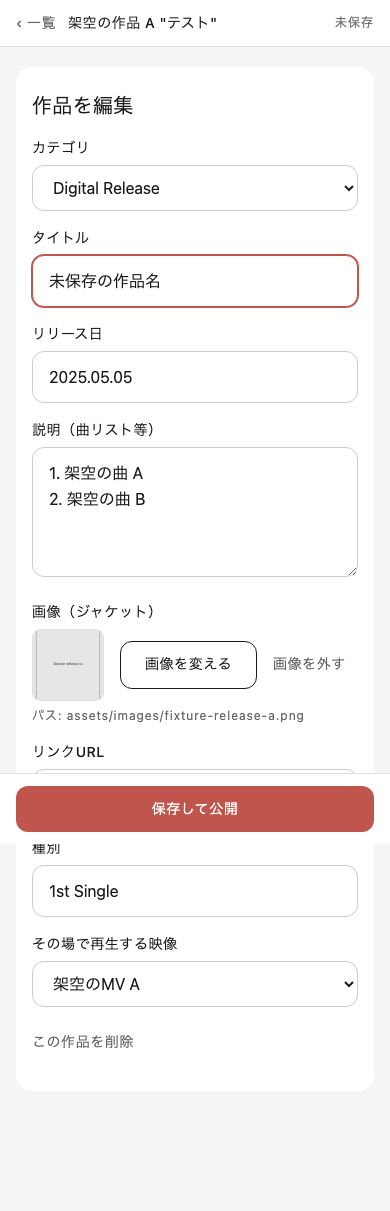 ‹ 一覧 架空の作品 A "テスト" 未保存
作品を編集
カテゴリ
Digital Release
タイトル
未保存の作品名
リリース日
2025.05.05
説明（曲リスト等）
1. 架空の曲 A
2. 架空の曲 B
画像（ジャケット）
fixture release a
画像を変える 画像を外す
パス: assets/images/fixture-release-a.png
リンクURL
保存して公開
種別
1st Single
その場で再生する映像
架空のMV A
この作品を削除